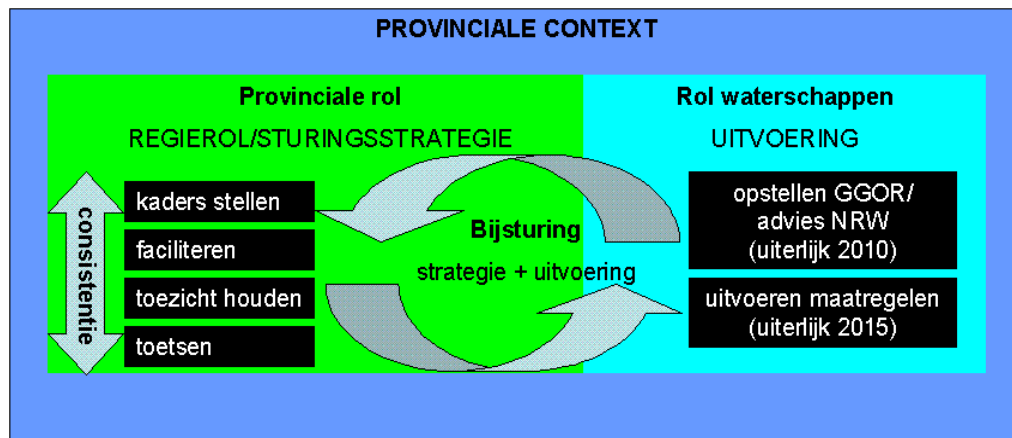 PROVINCIALE CONTEXT
Provinciale rol
REGIEROL/STURINGSSTRATEGIE
consistentie
kaders stellen
faciliteren
toezicht houden
toetsen
Bijsturing
strategie + uitvoering
Rol waterschappen
UITVOERING
opstellen GGOR/
advies NRW
(uiterlijk 2010)
uitvoeren maatregelen
(uiterlijk 2015)